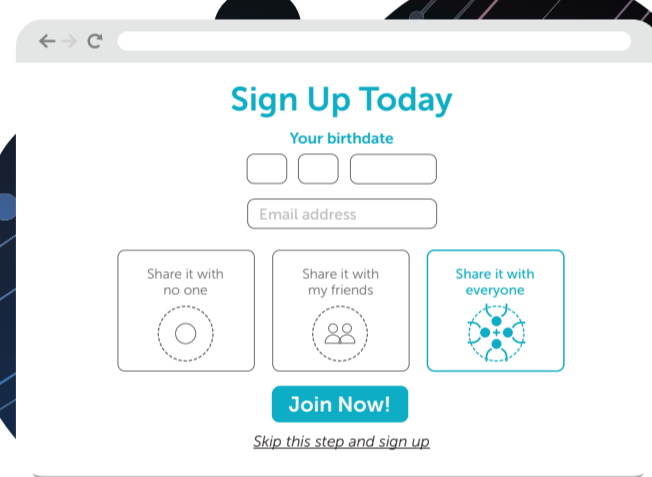 Sign Up Today
Your birthdate
Email address
Share it with
no one
Share it with
my friends
Share it with
everyone
Join Now!
Skip this step and sign up